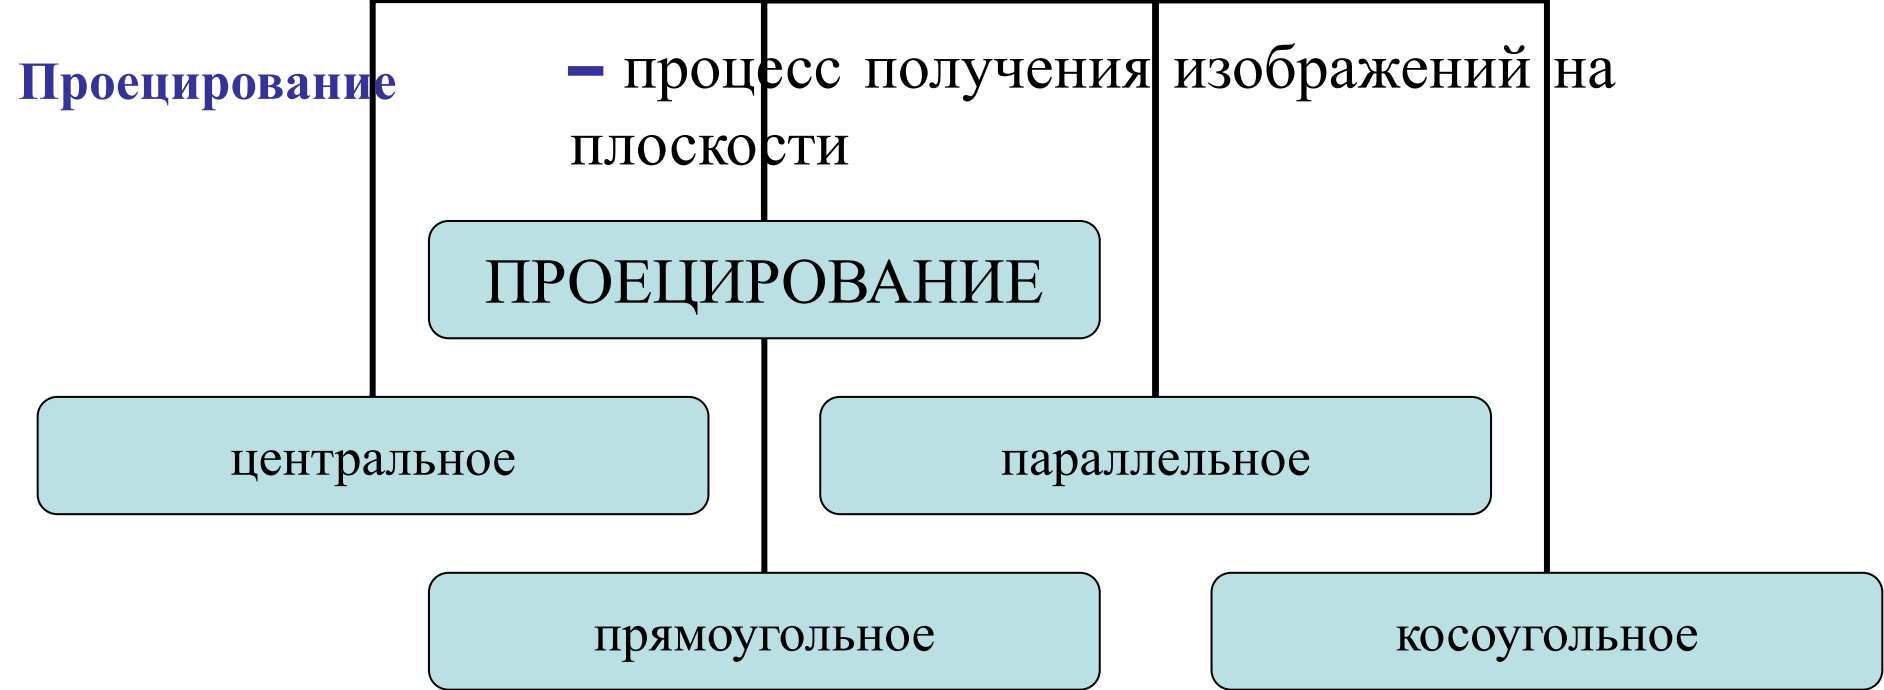 Проецирование – процесс получения изображений на
плоскости
ПРОЕЦИРОВАНИЕ
центральное
параллельное
прямоугольное
косоугольное